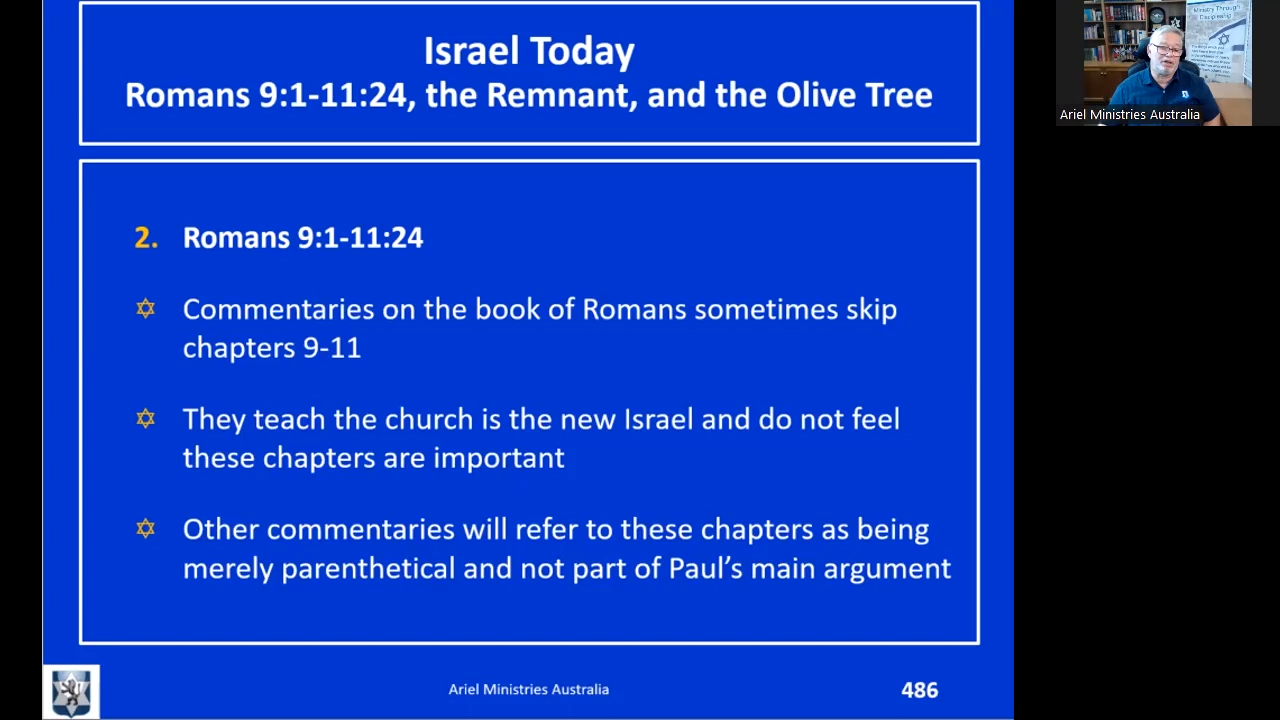 Israel Today
Romans 9:1-11:24, the Remnant, and the Olive Tree
2. Romans 9:1-11:24
Commentaries on the book of Romans sometimes skip
chapters 9-11
They teach the church is the new Israel and do not feel
these chapters are important
Other commentaries will refer to these chapters as being
merely parenthetical and not part of Paul's main argument
Ariel Ministries Australia
486
Ministry Through
Discipleship
Ariel Ministries Australia